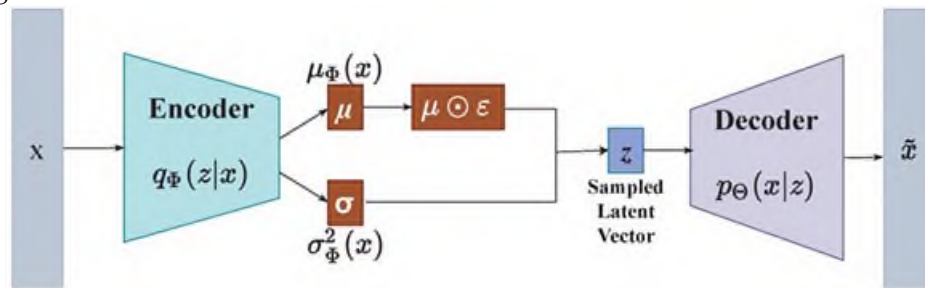 x
Encoder
q_Φ(z|x)
μ_Φ(x)
μ
μ ⊙ ε
σ
σ²_Φ(x)
z
Sampled
Latent
Vector
Decoder
p_Θ(x|z)
x̃